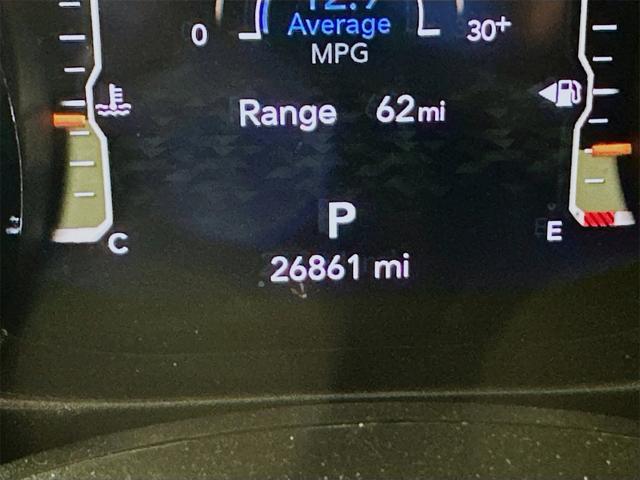 0 Average 30+
MPG
Range 62mi
P
C E
26861 mi